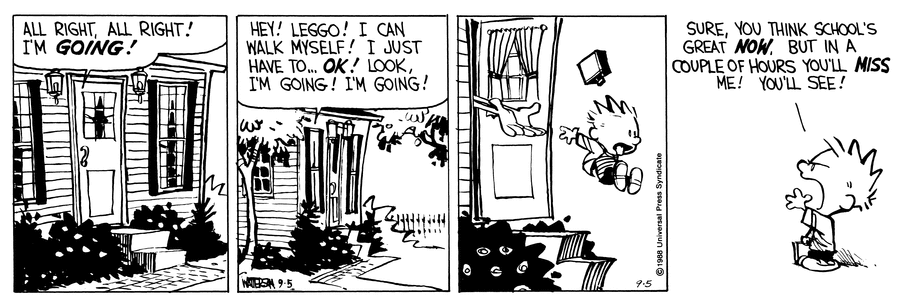 ALL RIGHT, ALL RIGHT!
I'M GOING!
HEY! LEGGO! I CAN
WALK MYSELF! I JUST
HAVE TO... OK! LOOK,
I'M GOING! I'M GOING!
WATTERSON 9·5
©1988 Universal Press Syndicate
9-5
SURE, YOU THINK SCHOOL'S
GREAT NOW, BUT IN A
COUPLE OF HOURS YOU'LL MISS
ME! YOU'LL SEE!